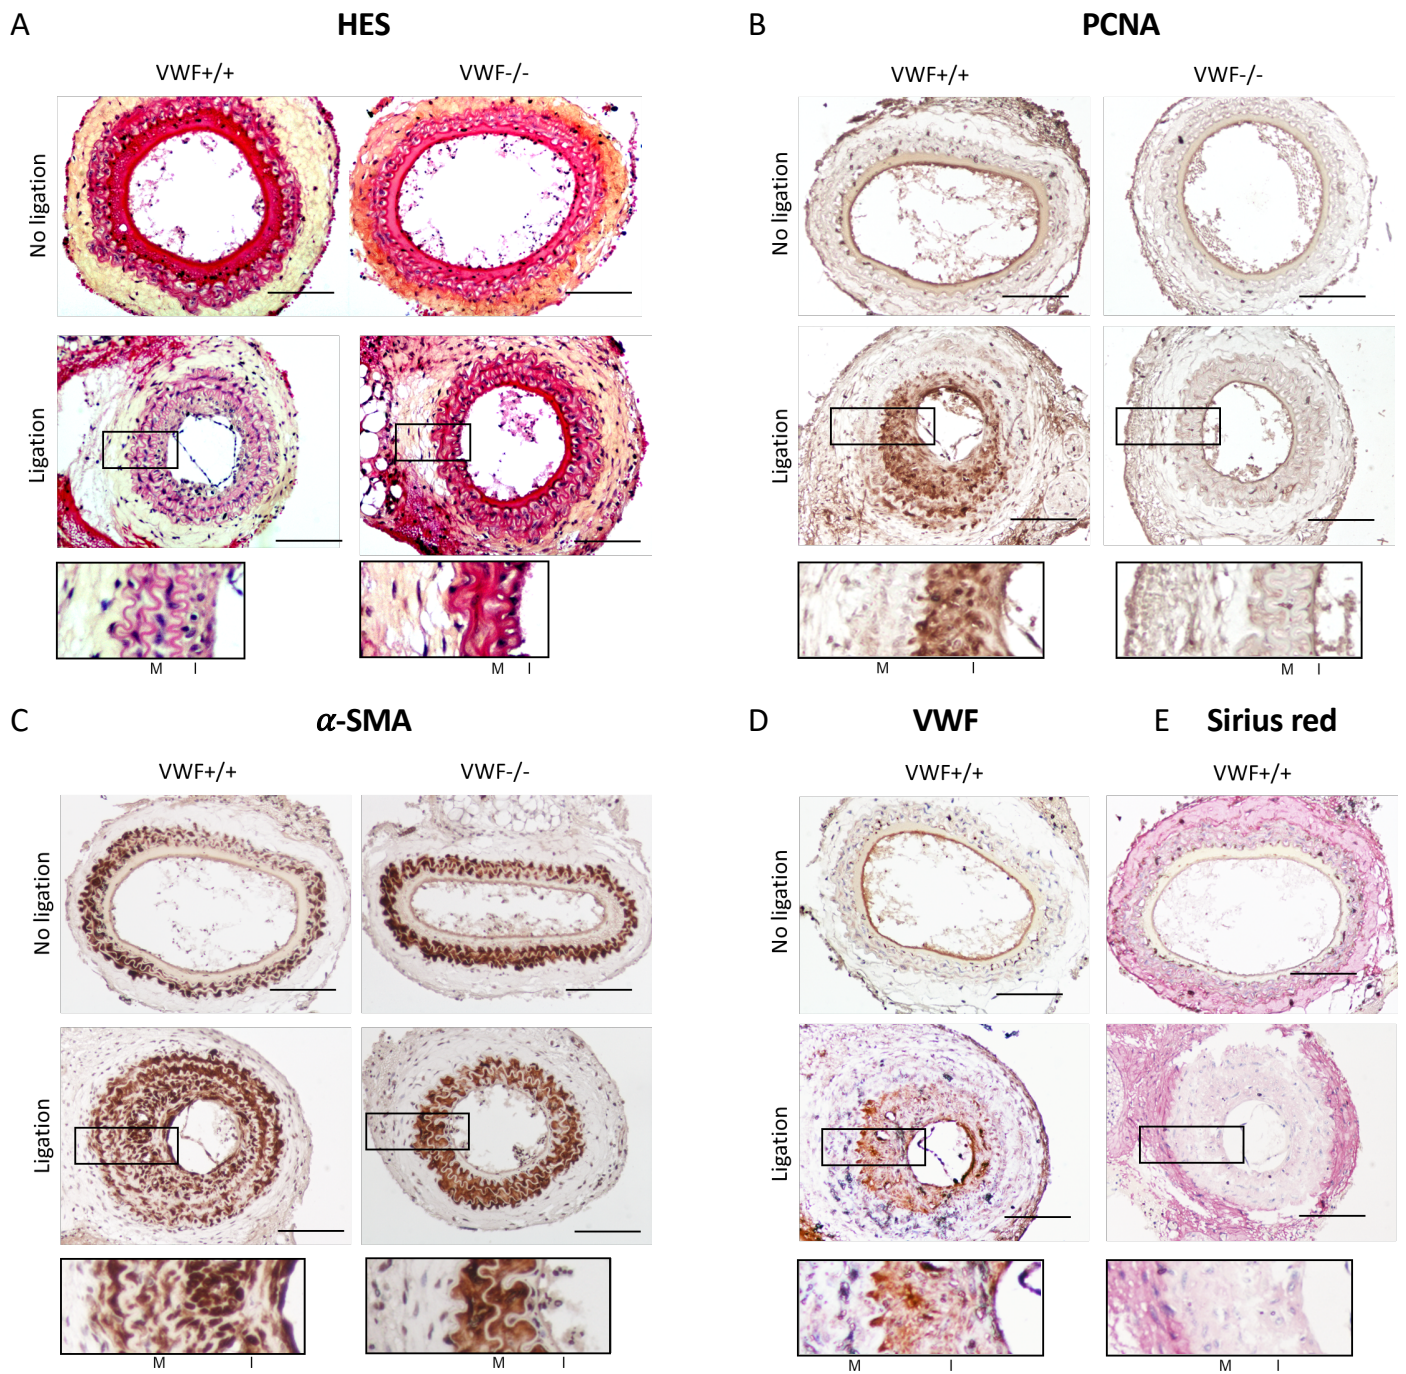 A HES
VWF+/+ VWF-/-
No ligation
Ligation
M I M I
B PCNA
VWF+/+ VWF-/-
No ligation
Ligation
M I M I
C α-SMA
VWF+/+ VWF-/-
No ligation
Ligation
M I M I
D VWF
VWF+/+
No ligation
Ligation
M I
E Sirius red
VWF+/+
M I